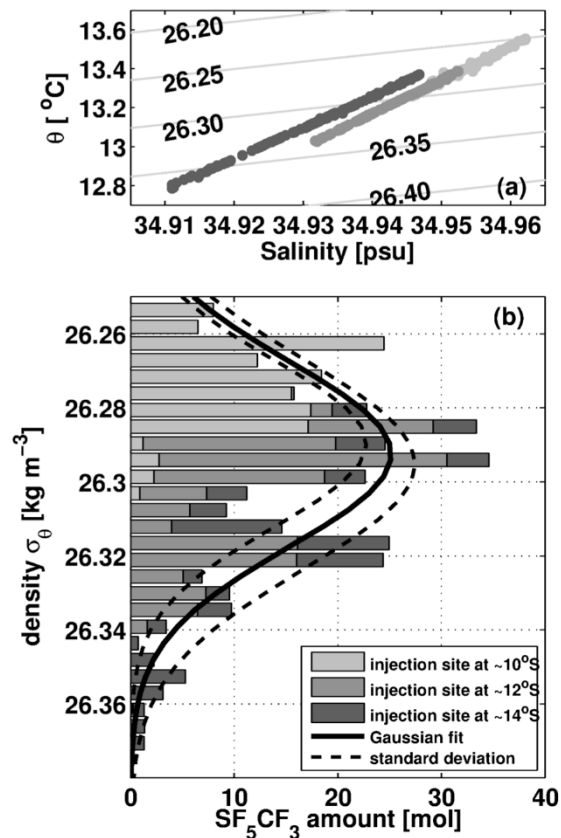 13.6
13.4
13.2
13
12.8
θ [ °C]
26.20
26.25
26.30
26.35
26.40
(a)
34.91 34.92 34.93 34.94 34.95 34.96
Salinity [psu]
(b)
26.26
26.28
26.3
26.32
26.34
26.36
density σθ [kg m−3]
injection site at ~10°S
injection site at ~12°S
injection site at ~14°S
Gaussian fit
standard deviation
0 10 20 30 40
SF5CF3 amount [mol]